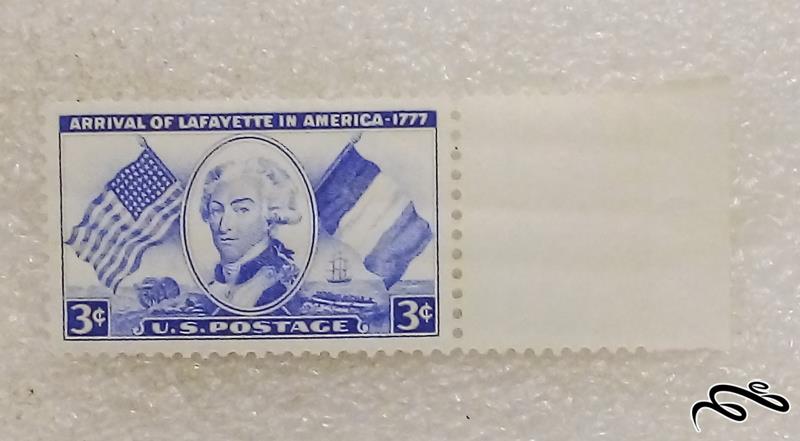 ARRIVAL OF LAFAYETTE IN AMERICA-1777
3¢ U.S. POSTAGE 3¢